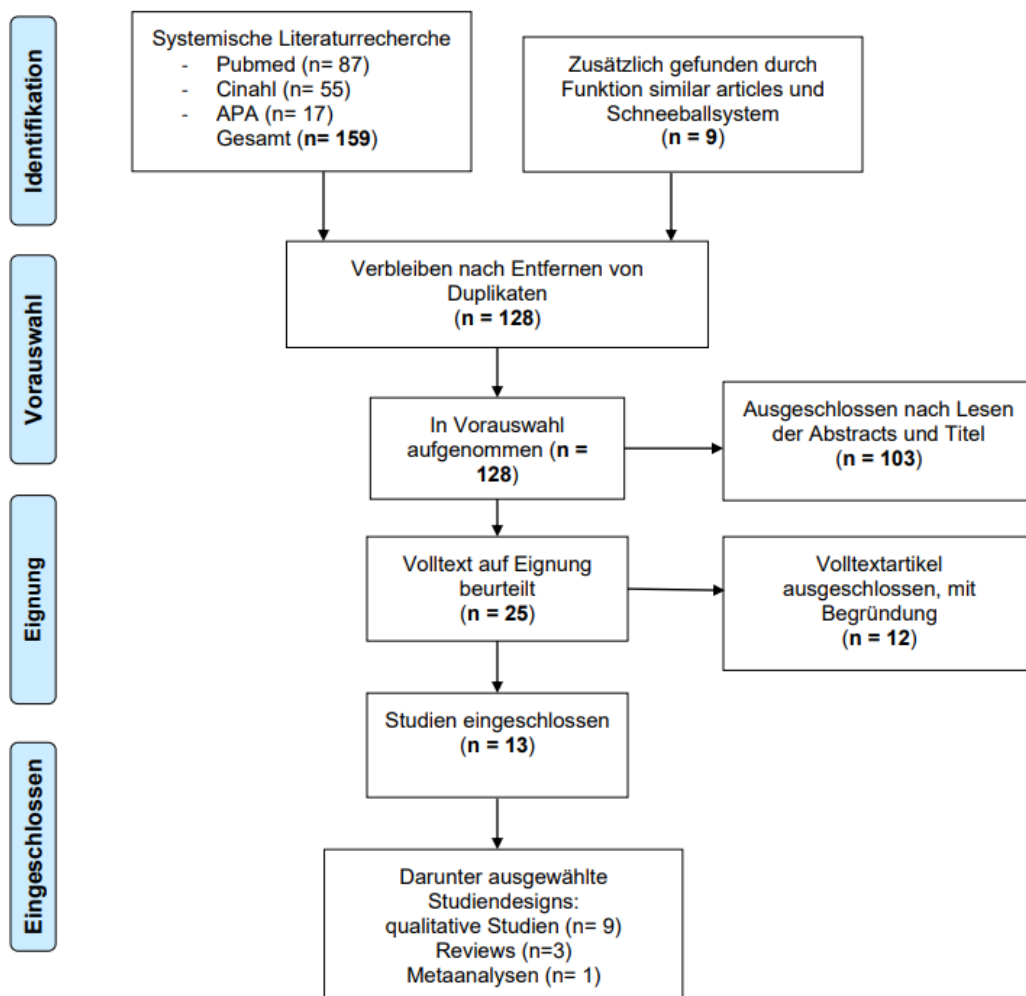 Identifikation
Systemische Literaturrecherche
- Pubmed (n= 87)
- Cinahl (n= 55)
- APA (n= 17)
Gesamt (n= 159)
Zusätzlich gefunden durch
Funktion similar articles und
Schneeballsystem
(n = 9)
Vorauswahl
Verbleiben nach Entfernen von
Duplikaten
(n = 128)
In Vorauswahl
aufgenommen (n =
128)
Ausgeschlossen nach Lesen
der Abstracts und Titel
(n = 103)
Eignung
Volltext auf Eignung
beurteilt
(n = 25)
Volltextartikel
ausgeschlossen, mit
Begründung
(n = 12)
Eingeschlossen
Studien eingeschlossen
(n = 13)
Darunter ausgewählte
Studiendesigns:
qualitative Studien (n= 9)
Reviews (n=3)
Metaanalysen (n= 1)